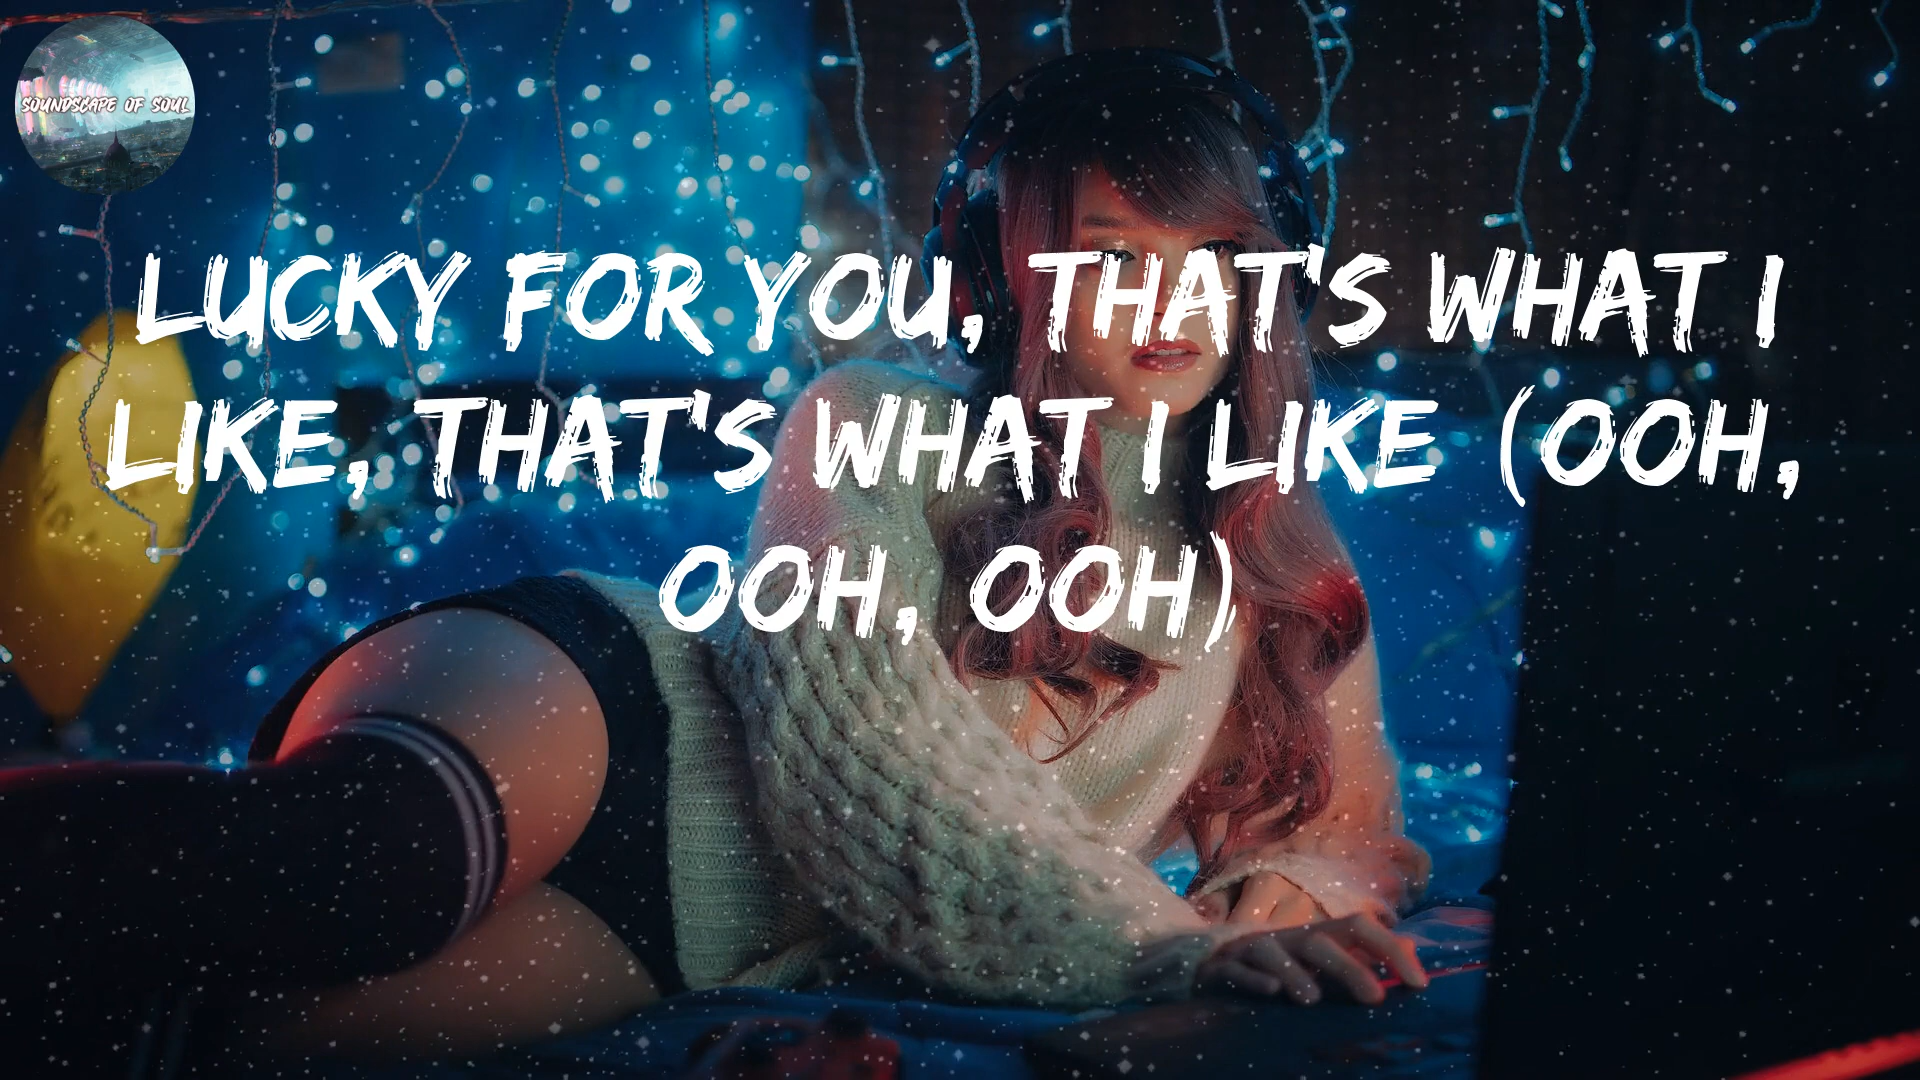 SOUNDSCAPE OF SOUL
LUCKY FOR YOU, THAT'S WHAT I
LIKE, THAT'S WHAT I LIKE (OOH,
OOH, OOH)